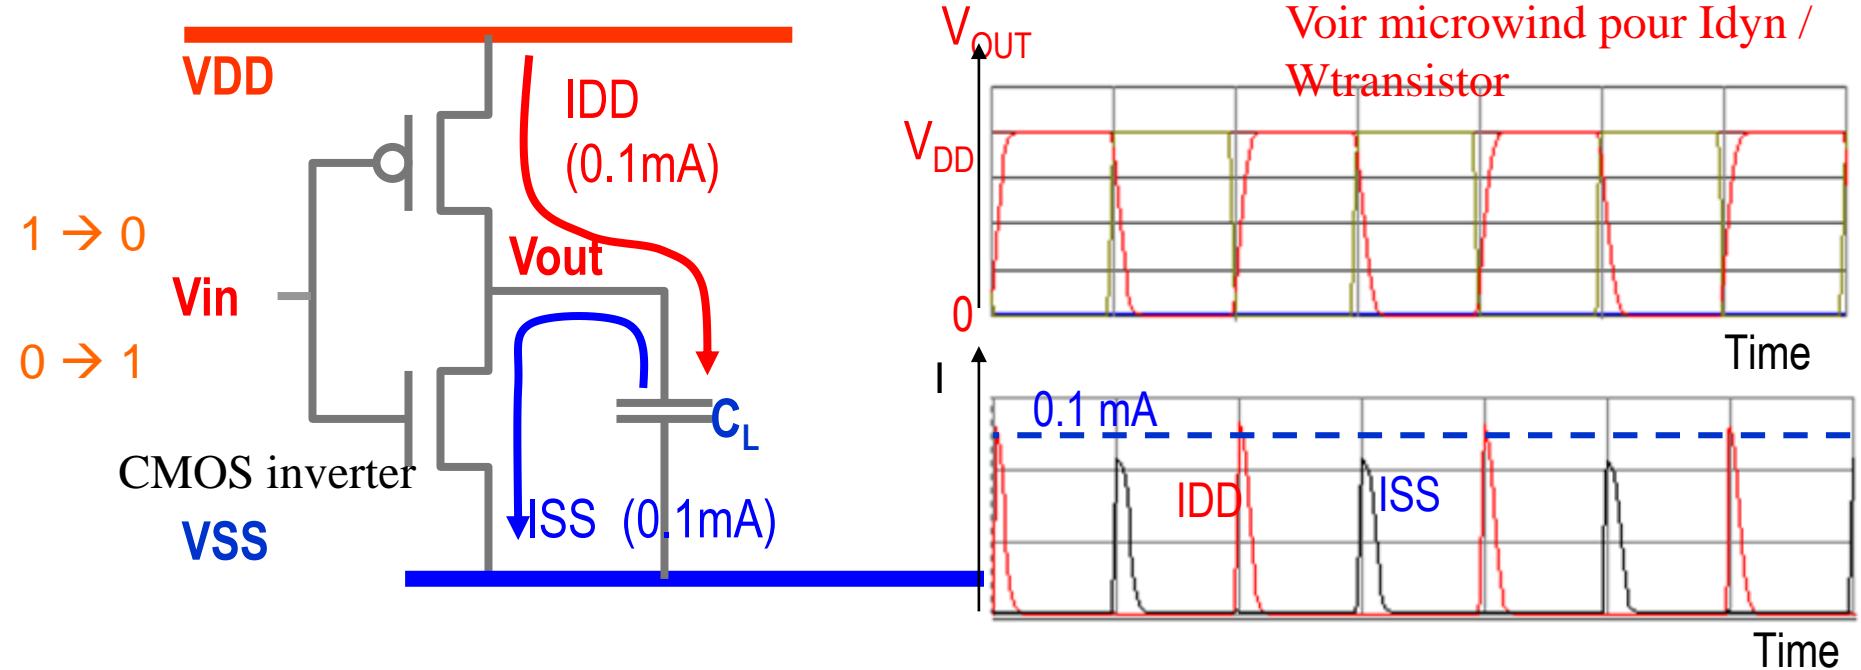 VDD
IDD
(0.1mA)
1 → 0
Vout
Vin
0 → 1
CL
CMOS inverter
ISS (0.1mA)
VSS
VOUT
Voir microwind pour Idyn /
Wtransistor
VDD
0
Time
I
0.1 mA
IDD
ISS
Time